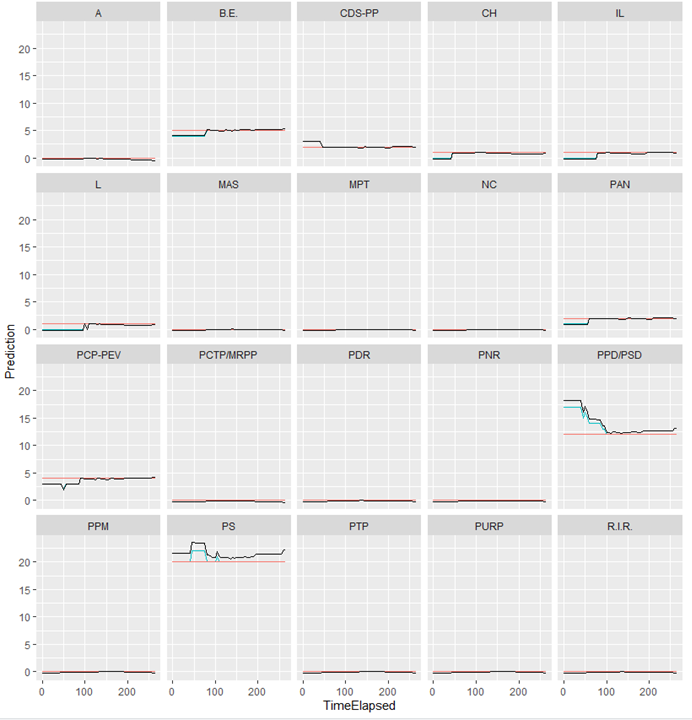 A B.E. CDS-PP CH IL
20
15
10
5
0
L MAS MPT NC PAN
20
15
10
5
0
Prediction
PCP-PEV PCTP/MRPP PDR PNR PPD/PSD
20
15
10
5
0
PPM PS PTP PURP R.I.R.
20
15
10
5
0
0 100 200 0 100 200 0 100 200 0 100 200 0 100 200
TimeElapsed